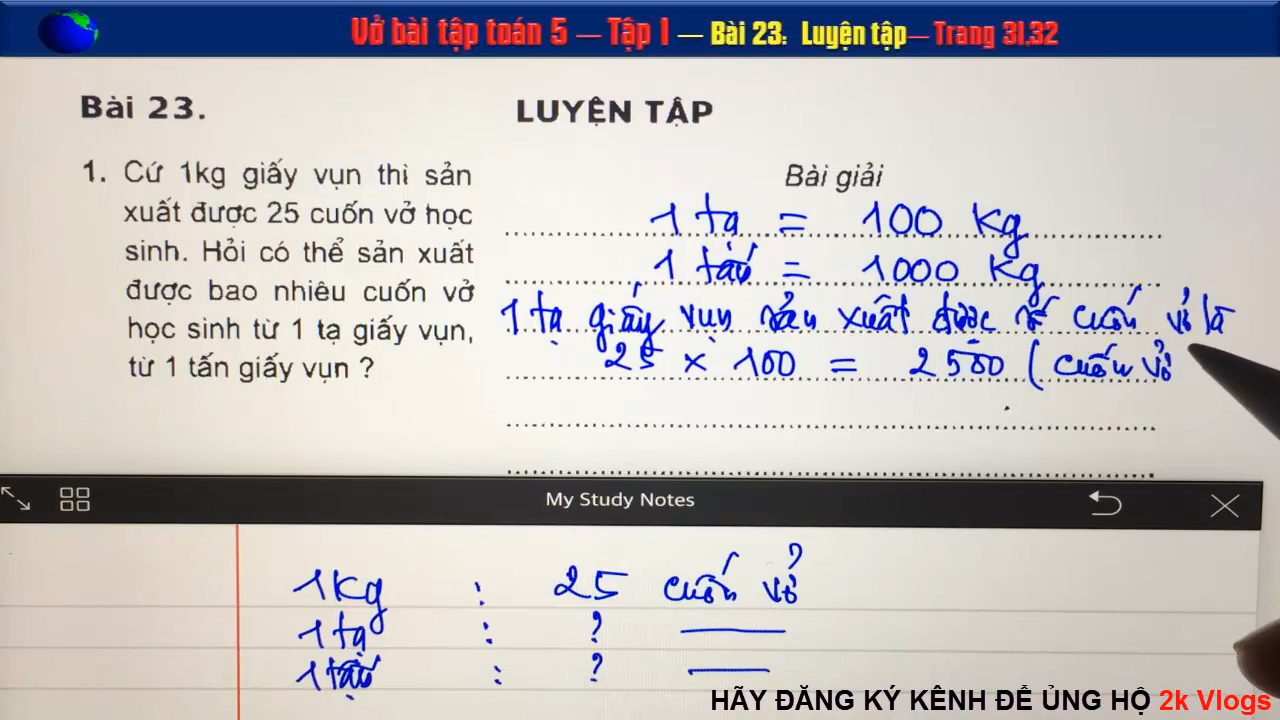 Vở bài tập toán 5 – Tập 1 – Bài 23: Luyện tập– Trang 31,32
Bài 23. LUYỆN TẬP
1. Cứ 1kg giấy vụn thì sản
xuất được 25 cuốn vở học
sinh. Hỏi có thể sản xuất
được bao nhiêu cuốn vở
học sinh từ 1 tạ giấy vụn,
từ 1 tấn giấy vụn ?
Bài giải
1 tạ = 100 kg
1 tấn = 1000 kg
1 tạ giấy vụn sản xuất được số cuốn vở là
25 x 100 = 2500 ( cuốn vở
My Study Notes
1kg : 25 cuốn vở
1 tạ : ?
1 tấn : ?
HÃY ĐĂNG KÝ KÊNH ĐỂ ỦNG HỘ 2k Vlogs